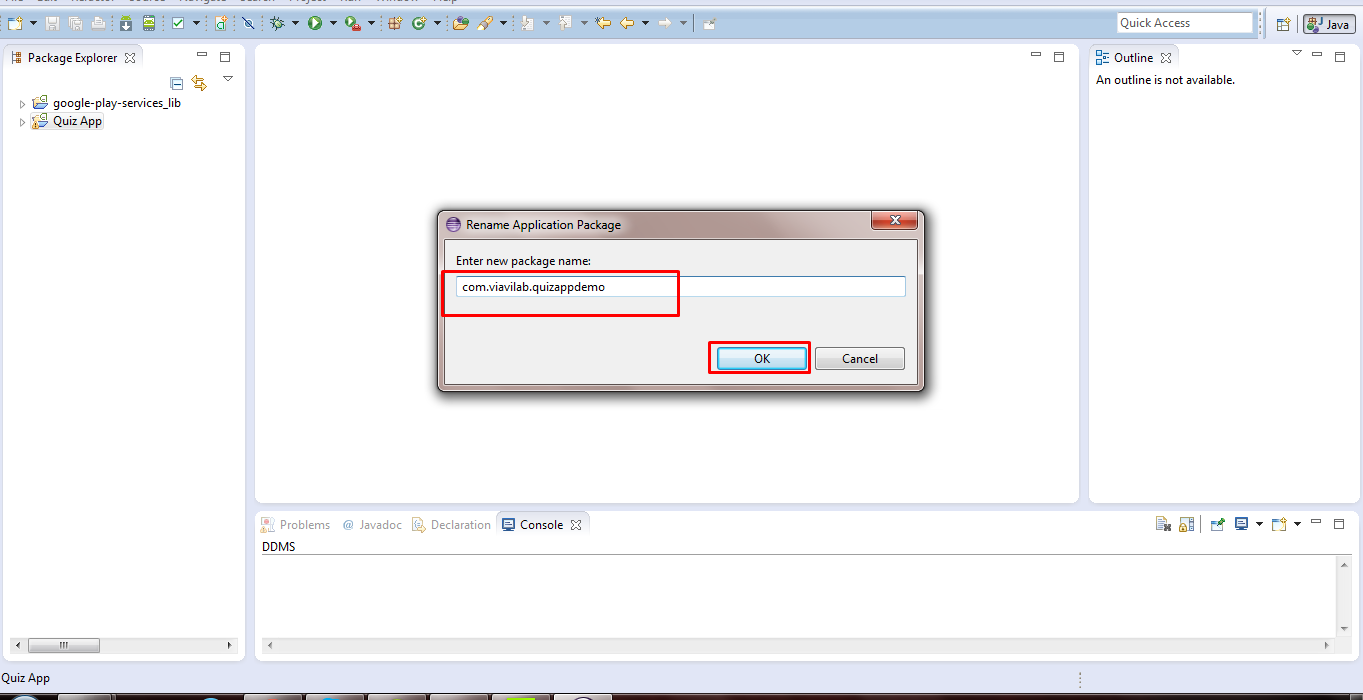 Quick Access
Java
Package Explorer
google-play-services_lib
Quiz App
Outline
An outline is not available.
Rename Application Package
Enter new package name:
com.viavilab.quizappdemo
OK
Cancel
Problems
@ Javadoc
Declaration
Console
DDMS
Quiz App